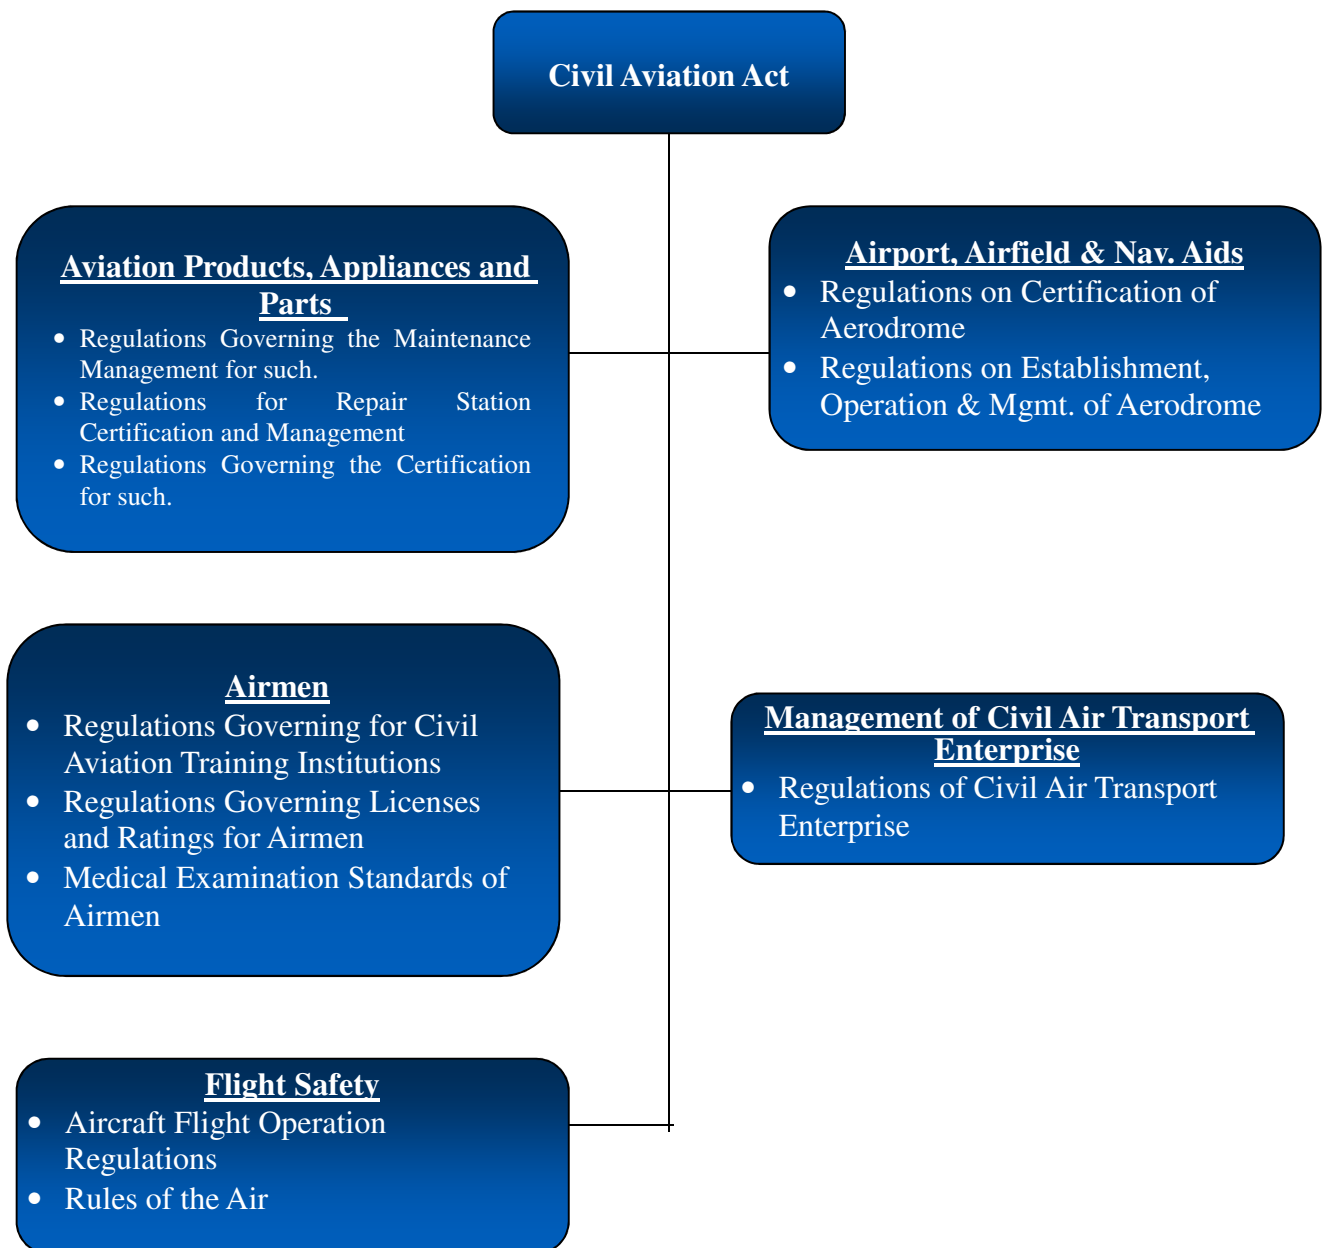 Civil Aviation Act
Aviation Products, Appliances and
Parts
• Regulations Governing the Maintenance
Management for such.
• Regulations for Repair Station
Certification and Management
• Regulations Governing the Certification
for such.
Airport, Airfield & Nav. Aids
• Regulations on Certification of
Aerodrome
• Regulations on Establishment,
Operation & Mgmt. of Aerodrome
Airmen
• Regulations Governing for Civil
Aviation Training Institutions
• Regulations Governing Licenses
and Ratings for Airmen
• Medical Examination Standards of
Airmen
Management of Civil Air Transport
Enterprise
• Regulations of Civil Air Transport
Enterprise
Flight Safety
• Aircraft Flight Operation
Regulations
• Rules of the Air